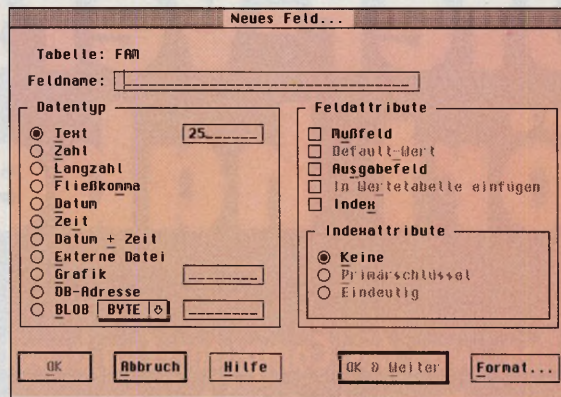 Neues Feld...
Tabelle: FAM
Feldname:
Datentyp
Text 25
Zahl
Langzahl
Fließkomma
Datum
Zeit
Datum + Zeit
Externe Datei
Grafik
DB-Adresse
BLOB BYTE
Feldattribute
Mußfeld
Default-Wert
Ausgabefeld
In Wertetabelle einfügen
Index
Indexattribute
Keine
Primärschlüssel
Eindeutig
OK Abbruch Hilfe OK & Weiter Format...